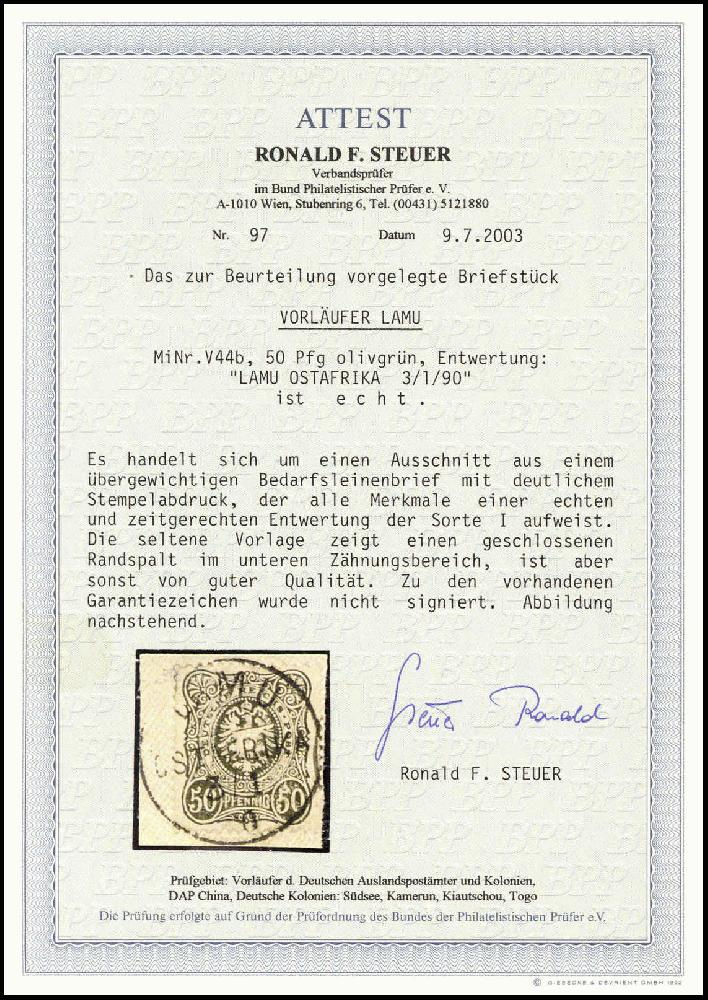 ATTEST
RONALD F. STEUER
Verbandsprüfer
im Bund Philatelistischer Prüfer e. V.
A-1010 Wien, Stubenring 6, Tel. (00431) 5121880
Nr. 97 Datum 9.7.2003
Das zur Beurteilung vorgelegte Briefstück
VORLÄUFER LAMU
MiNr.V44b, 50 Pfg olivgrün, Entwertung:
"LAMU OSTAFRIKA 3/1/90"
ist e c h t .
Es handelt sich um einen Ausschnitt aus einem
übergewichtigen Bedarfsleinenbrief mit deutlichem
Stempelabdruck, der alle Merkmale einer echten
und zeitgerechten Entwertung der Sorte I aufweist.
Die seltene Vorlage zeigt einen geschlossenen
Randspalt im unteren Zähnungsbereich, ist aber
sonst von guter Qualität. Zu den vorhandenen
Garantiezeichen wurde nicht signiert. Abbildung
nachstehend.
50 PFENNIG 50
Steuer Ronald
Ronald F. STEUER
Prüfgebiet: Vorläufer d. Deutschen Auslandspostämter und Kolonien,
DAP China, Deutsche Kolonien: Südsee, Kamerun, Kiautschou, Togo
Die Prüfung erfolgte auf Grund der Prüfordnung des Bundes der Philatelistischen Prüfer e.V.
© GIESECKE & DEVRIENT GMBH 1992